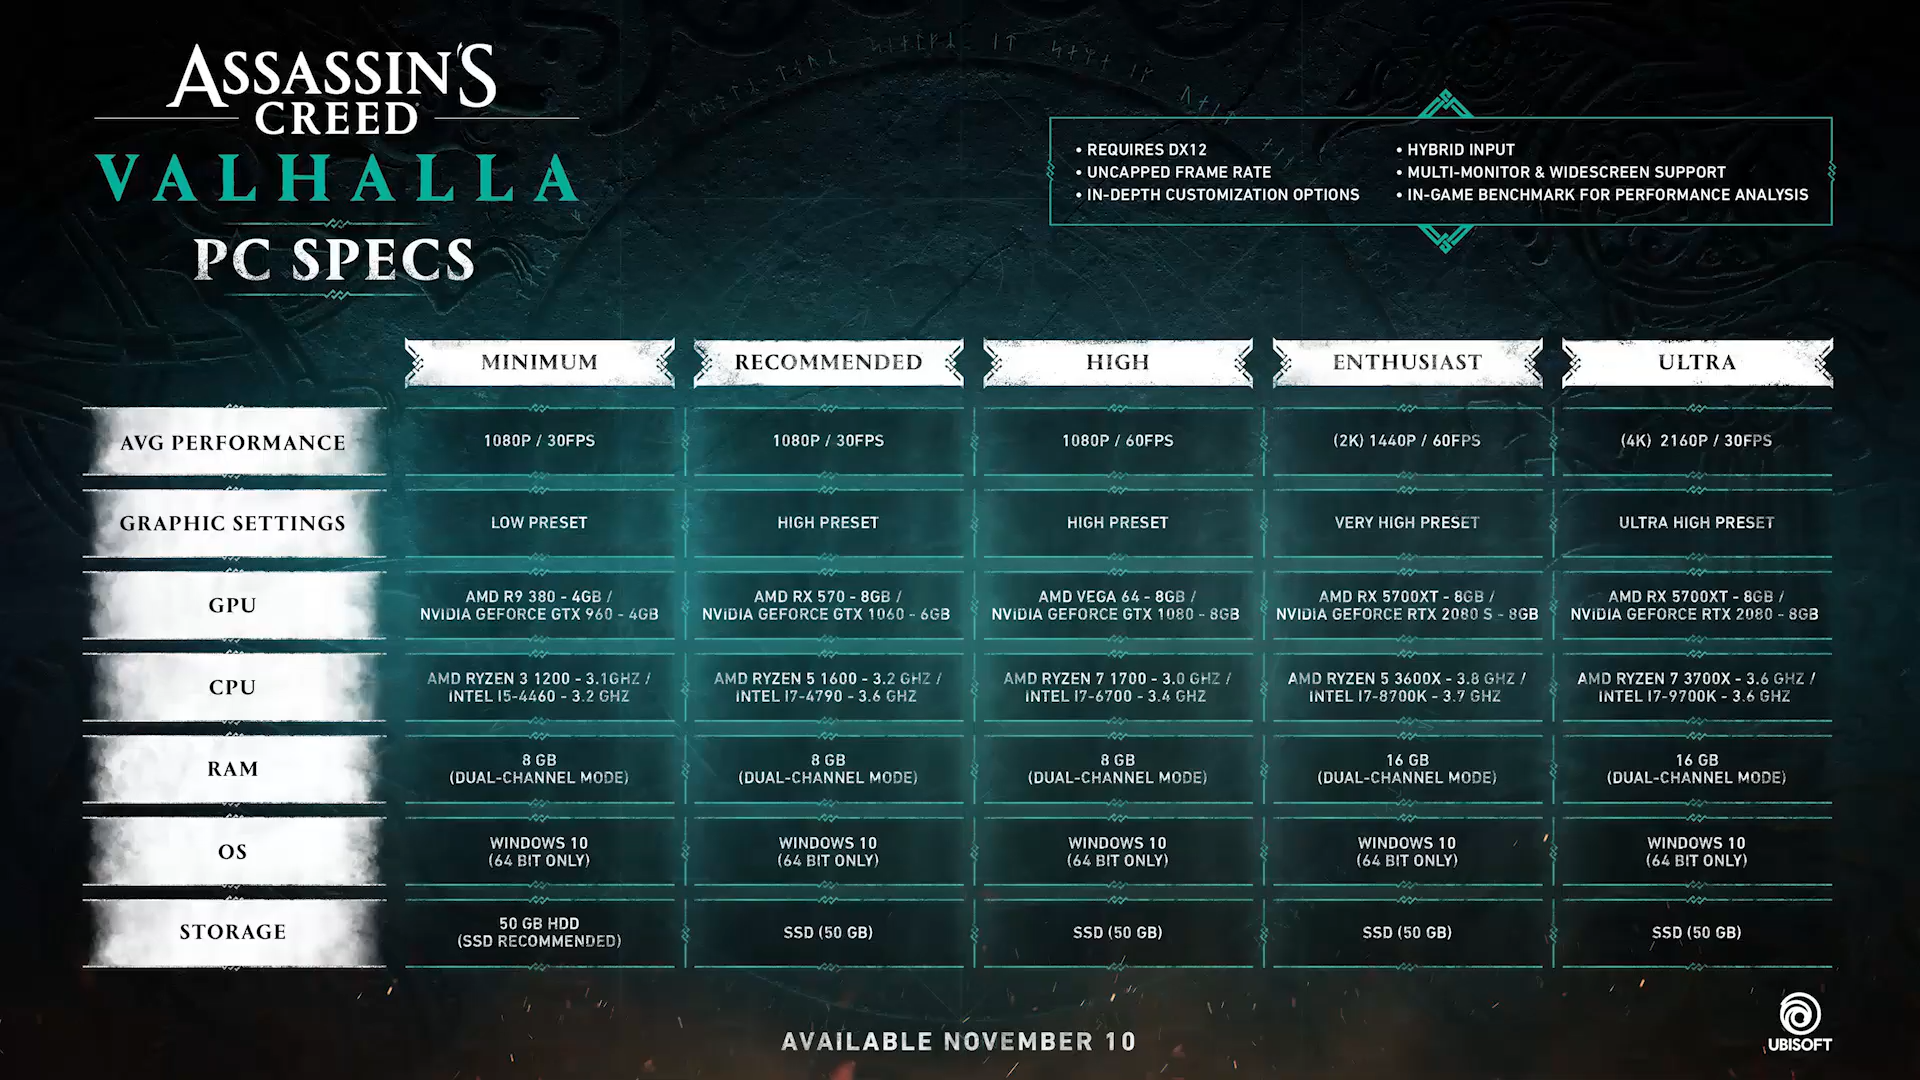 ASSASSIN'S
CREED
VALHALLA
PC SPECS
• REQUIRES DX12
• UNCAPPED FRAME RATE
• IN-DEPTH CUSTOMIZATION OPTIONS
• HYBRID INPUT
• MULTI-MONITOR & WIDESCREEN SUPPORT
• IN-GAME BENCHMARK FOR PERFORMANCE ANALYSIS
MINIMUM RECOMMENDED HIGH ENTHUSIAST ULTRA
AVG PERFORMANCE 1080P / 30FPS 1080P / 30FPS 1080P / 60FPS (2K) 1440P / 60FPS (4K) 2160P / 30FPS
GRAPHIC SETTINGS LOW PRESET HIGH PRESET HIGH PRESET VERY HIGH PRESET ULTRA HIGH PRESET
GPU
AMD R9 380 - 4GB /
NVIDIA GEFORCE GTX 960 - 4GB
AMD RX 570 - 8GB /
NVIDIA GEFORCE GTX 1060 - 6GB
AMD VEGA 64 - 8GB /
NVIDIA GEFORCE GTX 1080 - 8GB
AMD RX 5700XT - 8GB /
NVIDIA GEFORCE RTX 2080 S - 8GB
AMD RX 5700XT - 8GB /
NVIDIA GEFORCE RTX 2080 - 8GB
CPU
AMD RYZEN 3 1200 - 3.1GHZ /
INTEL I5-4460 - 3.2 GHZ
AMD RYZEN 5 1600 - 3.2 GHZ /
INTEL I7-4790 - 3.6 GHZ
AMD RYZEN 7 1700 - 3.0 GHZ /
INTEL I7-6700 - 3.4 GHZ
AMD RYZEN 5 3600X - 3.8 GHZ /
INTEL I7-8700K - 3.7 GHZ
AMD RYZEN 7 3700X - 3.6 GHZ /
INTEL I7-9700K - 3.6 GHZ
RAM
8 GB
(DUAL-CHANNEL MODE)
8 GB
(DUAL-CHANNEL MODE)
8 GB
(DUAL-CHANNEL MODE)
16 GB
(DUAL-CHANNEL MODE)
16 GB
(DUAL-CHANNEL MODE)
OS
WINDOWS 10
(64 BIT ONLY)
WINDOWS 10
(64 BIT ONLY)
WINDOWS 10
(64 BIT ONLY)
WINDOWS 10
(64 BIT ONLY)
WINDOWS 10
(64 BIT ONLY)
STORAGE
50 GB HDD
(SSD RECOMMENDED)
SSD (50 GB)
SSD (50 GB)
SSD (50 GB)
SSD (50 GB)
AVAILABLE NOVEMBER 10
UBISOFT